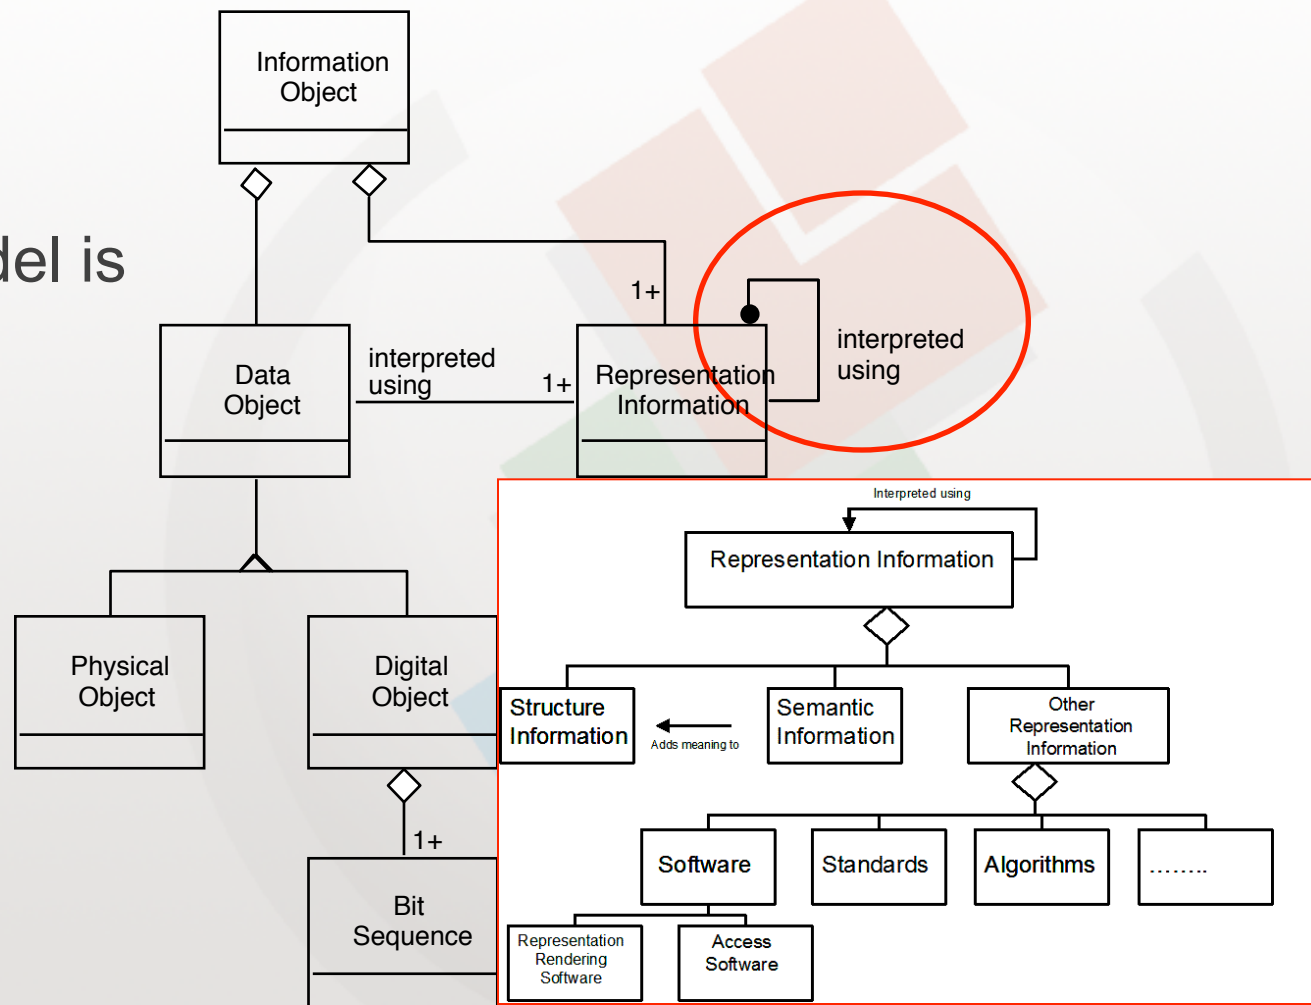 Information
Object
del is
1+
interpreted
using
Data
Object
interpreted
using
1+
Representation
Information
Physical
Object
Digital
Object
1+
Bit
Sequence
Interpreted using
Representation Information
Structure
Information
Adds meaning to
Semantic
Information
Other
Representation
Information
Software
Standards
Algorithms
........
Representation
Rendering
Software
Access
Software